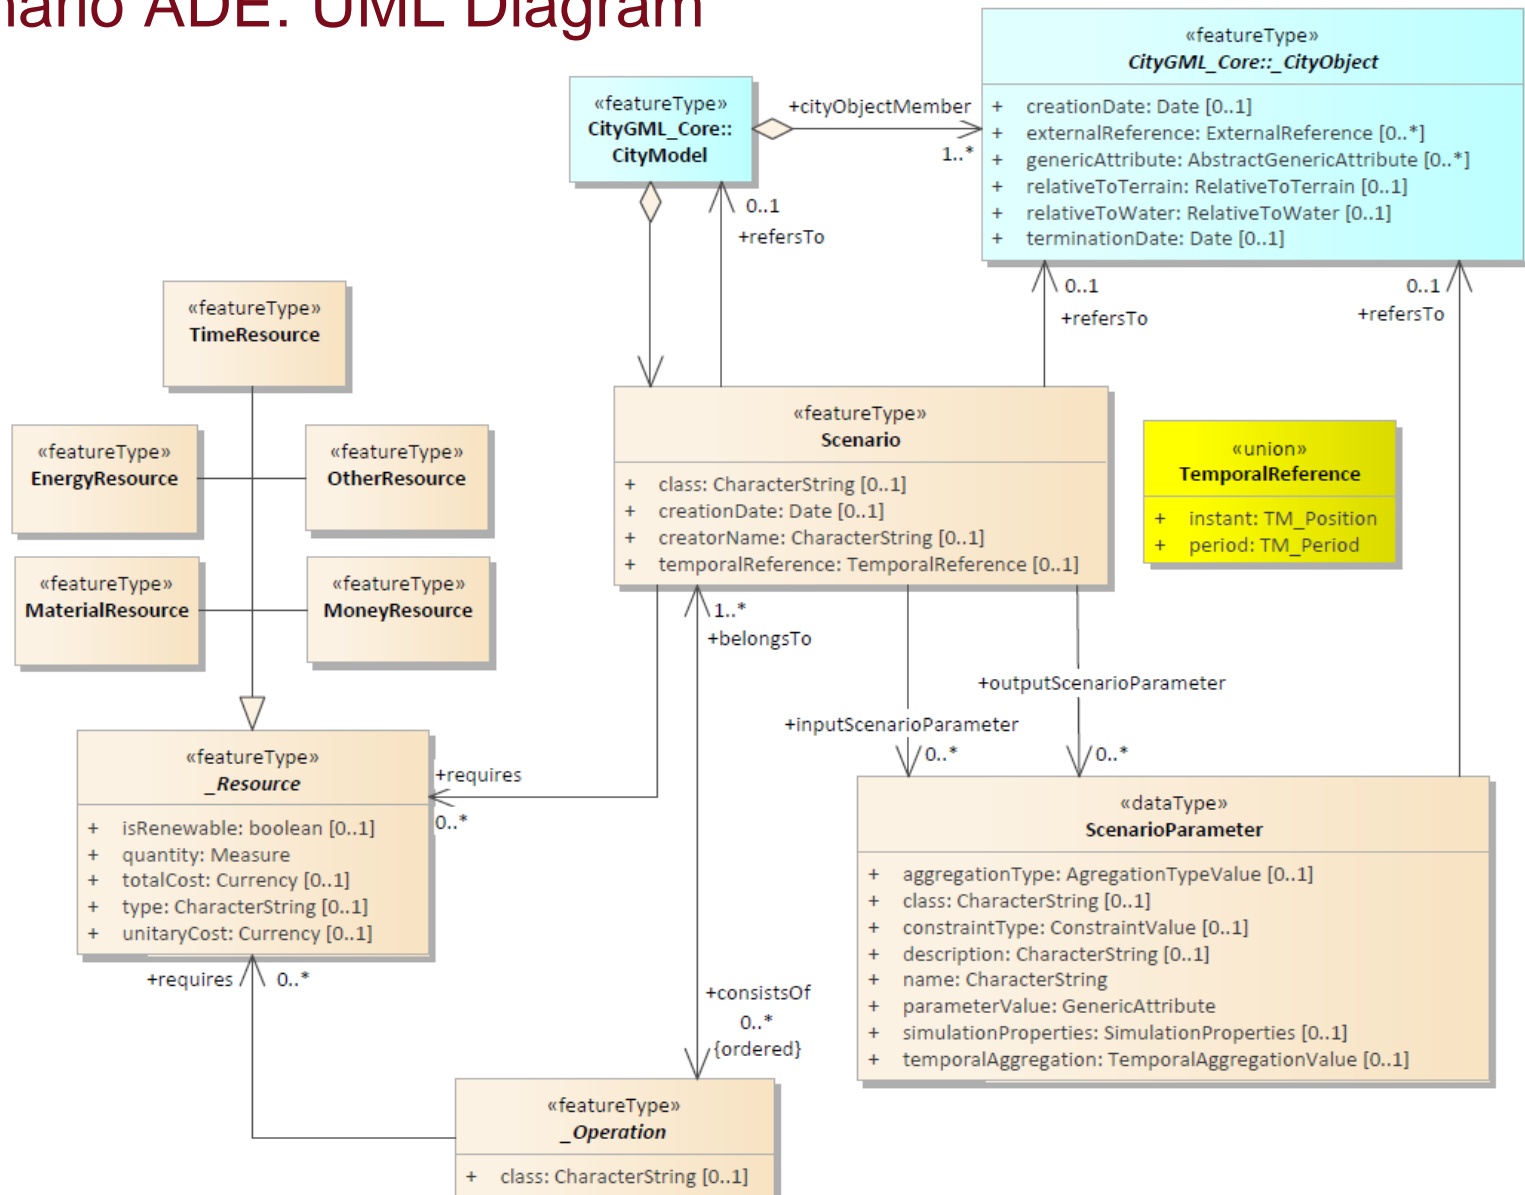 nario ADE: UML Diagram
«featureType»
CityGML_Core::_CityObject
+ creationDate: Date [0..1]
+ externalReference: ExternalReference [0..*]
+ genericAttribute: AbstractGenericAttribute [0..*]
+ relativeToTerrain: RelativeToTerrain [0..1]
+ relativeToWater: RelativeToWater [0..1]
+ terminationDate: Date [0..1]
«featureType»
CityGML_Core::
CityModel
+cityObjectMember
1..*
0..1
+refersTo
0..1
+refersTo
0..1
+refersTo
«featureType»
TimeResource
«featureType»
EnergyResource
«featureType»
OtherResource
«featureType»
MaterialResource
«featureType»
MoneyResource
«featureType»
Scenario
+ class: CharacterString [0..1]
+ creationDate: Date [0..1]
+ creatorName: CharacterString [0..1]
+ temporalReference: TemporalReference [0..1]
«union»
TemporalReference
+ instant: TM_Position
+ period: TM_Period
1..*
+belongsTo
+outputScenarioParameter
0..*
+inputScenarioParameter
0..*
«featureType»
_Resource
+ isRenewable: boolean [0..1]
+ quantity: Measure
+ totalCost: Currency [0..1]
+ type: CharacterString [0..1]
+ unitaryCost: Currency [0..1]
+requires
0..*
+requires
0..*
«dataType»
ScenarioParameter
+ aggregationType: AgregationTypeValue [0..1]
+ class: CharacterString [0..1]
+ constraintType: ConstraintValue [0..1]
+ description: CharacterString [0..1]
+ name: CharacterString
+ parameterValue: GenericAttribute
+ simulationProperties: SimulationProperties [0..1]
+ temporalAggregation: TemporalAggregationValue [0..1]
+consistsOf
0..*
{ordered}
«featureType»
_Operation
+ class: CharacterString [0..1]